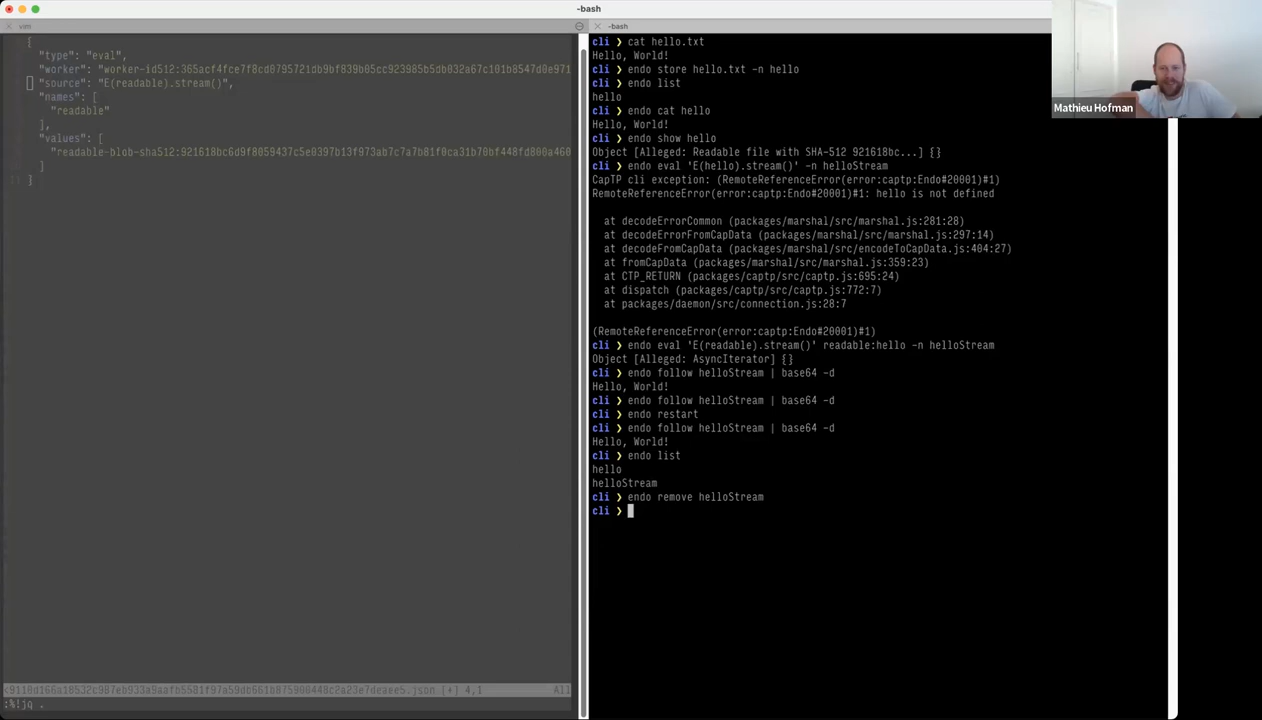 -bash
vim
{
"type": "eval",
"source": "E(readable).stream()",
"names": [
"readable"
],
"values": [
]
}
[+] 4,1 All
:%!jq .
-bash
cli ❯ cat hello.txt
Hello, World!
cli ❯ endo store hello.txt -n hello
cli ❯ endo list
hello
cli ❯ endo cat hello
Hello, World!
cli ❯ endo show hello
Object [Alleged: Readable file with SHA-512 921618bc...] {}
cli ❯ endo eval 'E(hello).stream()' -n helloStream
CapTP cli exception: (RemoteReferenceError(error:captp:Endo#20001)#1)
RemoteReferenceError(error:captp:Endo#20001)#1: hello is not defined
at decodeErrorCommon (packages/marshal/src/marshal.js:281:28)
at decodeErrorFromCapData (packages/marshal/src/marshal.js:297:14)
at decodeFromCapData (packages/marshal/src/encodeToCapData.js:404:27)
at fromCapData (packages/marshal/src/marshal.js:359:23)
at CTP_RETURN (packages/captp/src/captp.js:695:24)
at dispatch (packages/captp/src/captp.js:772:7)
at packages/daemon/src/connection.js:28:7
(RemoteReferenceError(error:captp:Endo#20001)#1)
cli ❯ endo eval 'E(readable).stream()' readable:hello -n helloStream
Object [Alleged: AsyncIterator] {}
cli ❯ endo follow helloStream | base64 -d
Hello, World!
cli ❯ endo follow helloStream | base64 -d
cli ❯ endo restart
cli ❯ endo follow helloStream | base64 -d
Hello, World!
cli ❯ endo list
hello
helloStream
cli ❯ endo remove helloStream
cli ❯
Mathieu Hofman